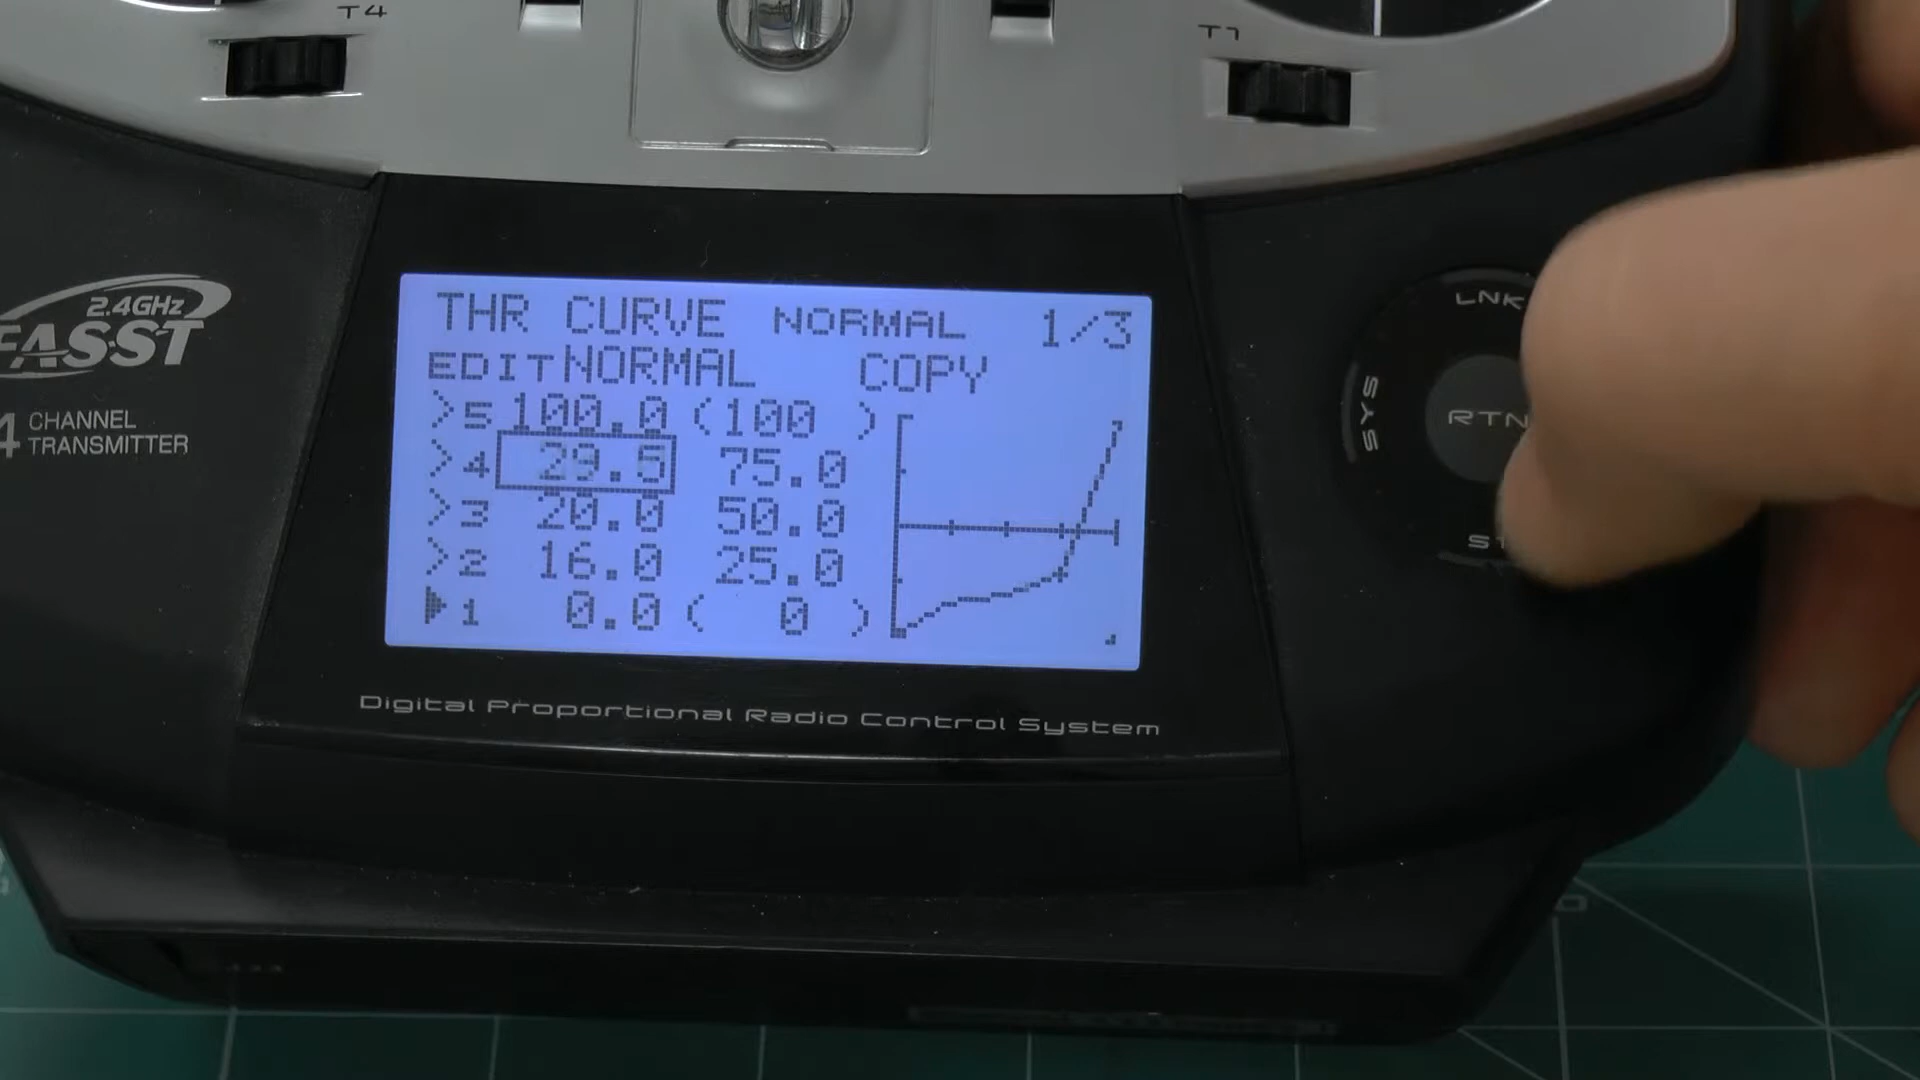 T4
T1
2.4GHz
FASST
4 CHANNEL
TRANSMITTER
THR CURVE NORMAL 1/3
EDIT NORMAL COPY
>5 100.0 (100 )
>4 29.5 75.0
>3 20.0 50.0
>2 16.0 25.0
▶1 0.0 ( 0 )
LNK
SYS
RTN
Digital Proportional Radio Control System